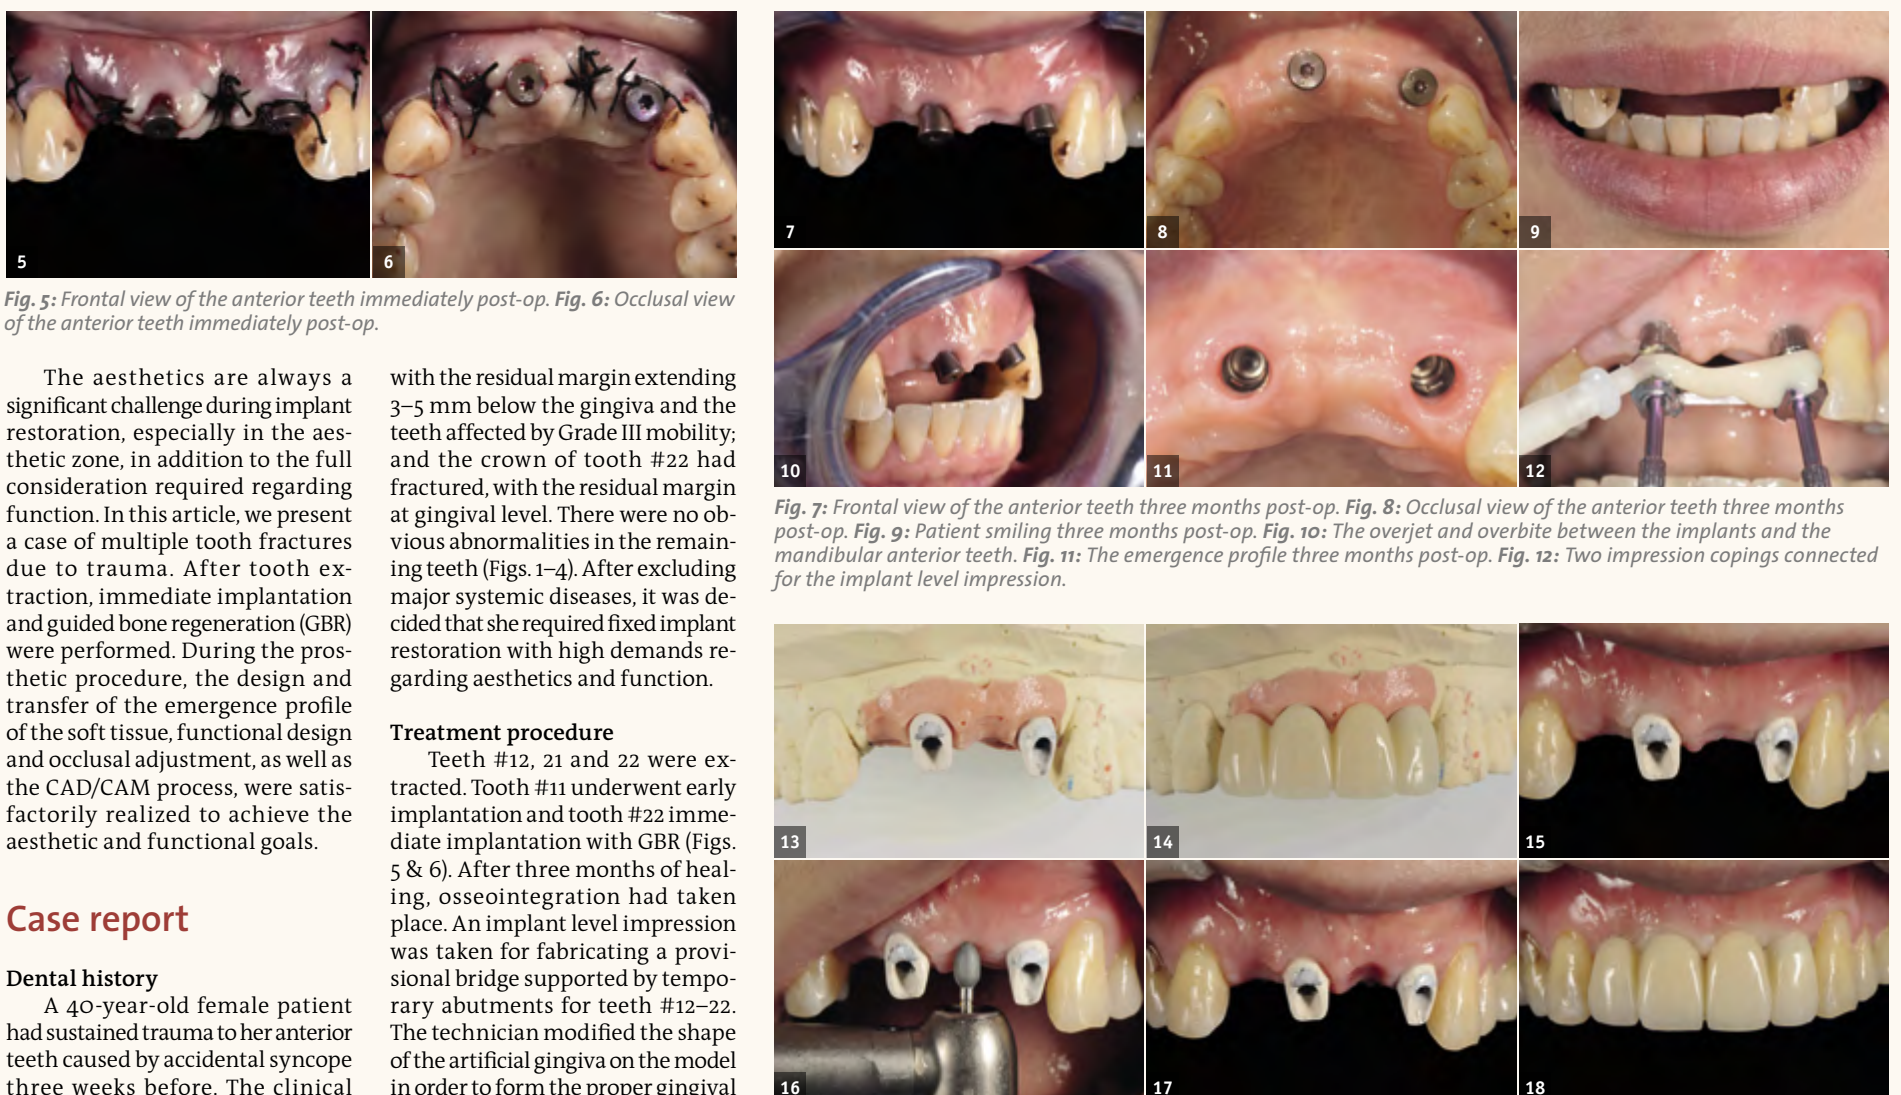 5
6
Fig. 5: Frontal view of the anterior teeth immediately post-op. Fig. 6: Occlusal view
of the anterior teeth immediately post-op.
The aesthetics are always a
significant challenge during implant
restoration, especially in the aes-
thetic zone, in addition to the full
consideration required regarding
function. In this article, we present
a case of multiple tooth fractures
due to trauma. After tooth ex-
traction, immediate implantation
and guided bone regeneration (GBR)
were performed. During the pros-
thetic procedure, the design and
transfer of the emergence profile
of the soft tissue, functional design
and occlusal adjustment, as well as
the CAD/CAM process, were satis-
factorily realized to achieve the
aesthetic and functional goals.
Case report
Dental history
A 40-year-old female patient
had sustained trauma to her anterior
teeth caused by accidental syncope
three weeks before. The clinical
with the residual margin extending
3–5 mm below the gingiva and the
teeth affected by Grade III mobility;
and the crown of tooth #22 had
fractured, with the residual margin
at gingival level. There were no ob-
vious abnormalities in the remain-
ing teeth (Figs. 1–4). After excluding
major systemic diseases, it was de-
cided that she required fixed implant
restoration with high demands re-
garding aesthetics and function.
Treatment procedure
Teeth #12, 21 and 22 were ex-
tracted. Tooth #11 underwent early
implantation and tooth #22 imme-
diate implantation with GBR (Figs.
5 & 6). After three months of heal-
ing, osseointegration had taken
place. An implant level impression
was taken for fabricating a provi-
sional bridge supported by tempo-
rary abutments for teeth #12–22.
The technician modified the shape
of the artificial gingiva on the model
in order to form the proper gingival
7
8
9
10
11
12
Fig. 7: Frontal view of the anterior teeth three months post-op. Fig. 8: Occlusal view of the anterior teeth three months
post-op. Fig. 9: Patient smiling three months post-op. Fig. 10: The overjet and overbite between the implants and the
mandibular anterior teeth. Fig. 11: The emergence profile three months post-op. Fig. 12: Two impression copings connected
for the implant level impression.
13
14
15
16
17
18